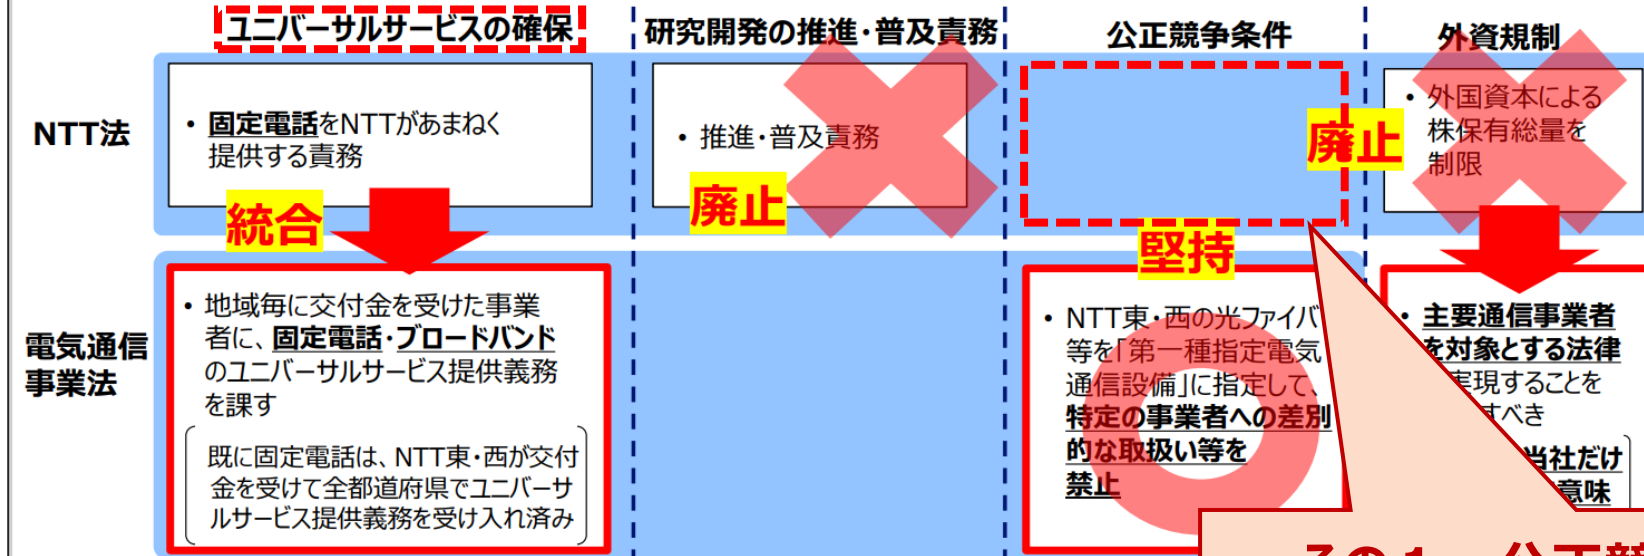 ユニバーサルサービスの確保
研究開発の推進・普及責務
公正競争条件
外資規制
NTT法
• 固定電話をNTTがあまねく
提供する責務
統合
• 推進・普及責務
廃止
廃止
• 外国資本による
株保有総量を
制限
堅持
電気通信
事業法
• 地域毎に交付金を受けた事業
者に、固定電話・ブロードバンド
のユニバーサルサービス提供義務
を課す
既に固定電話は、NTT東・西が交付
金を受けて全都道府県でユニバーサ
ルサービス提供義務を受け入れ済み
• NTT東・西の光ファイバ
等を「第一種指定電気
通信設備」に指定して、
特定の事業者への差別
的な取扱い等を
禁止
• 主要通信事業者
を対象とする法律
実現することを
すべき
当社だけ
意味
その1 公正競